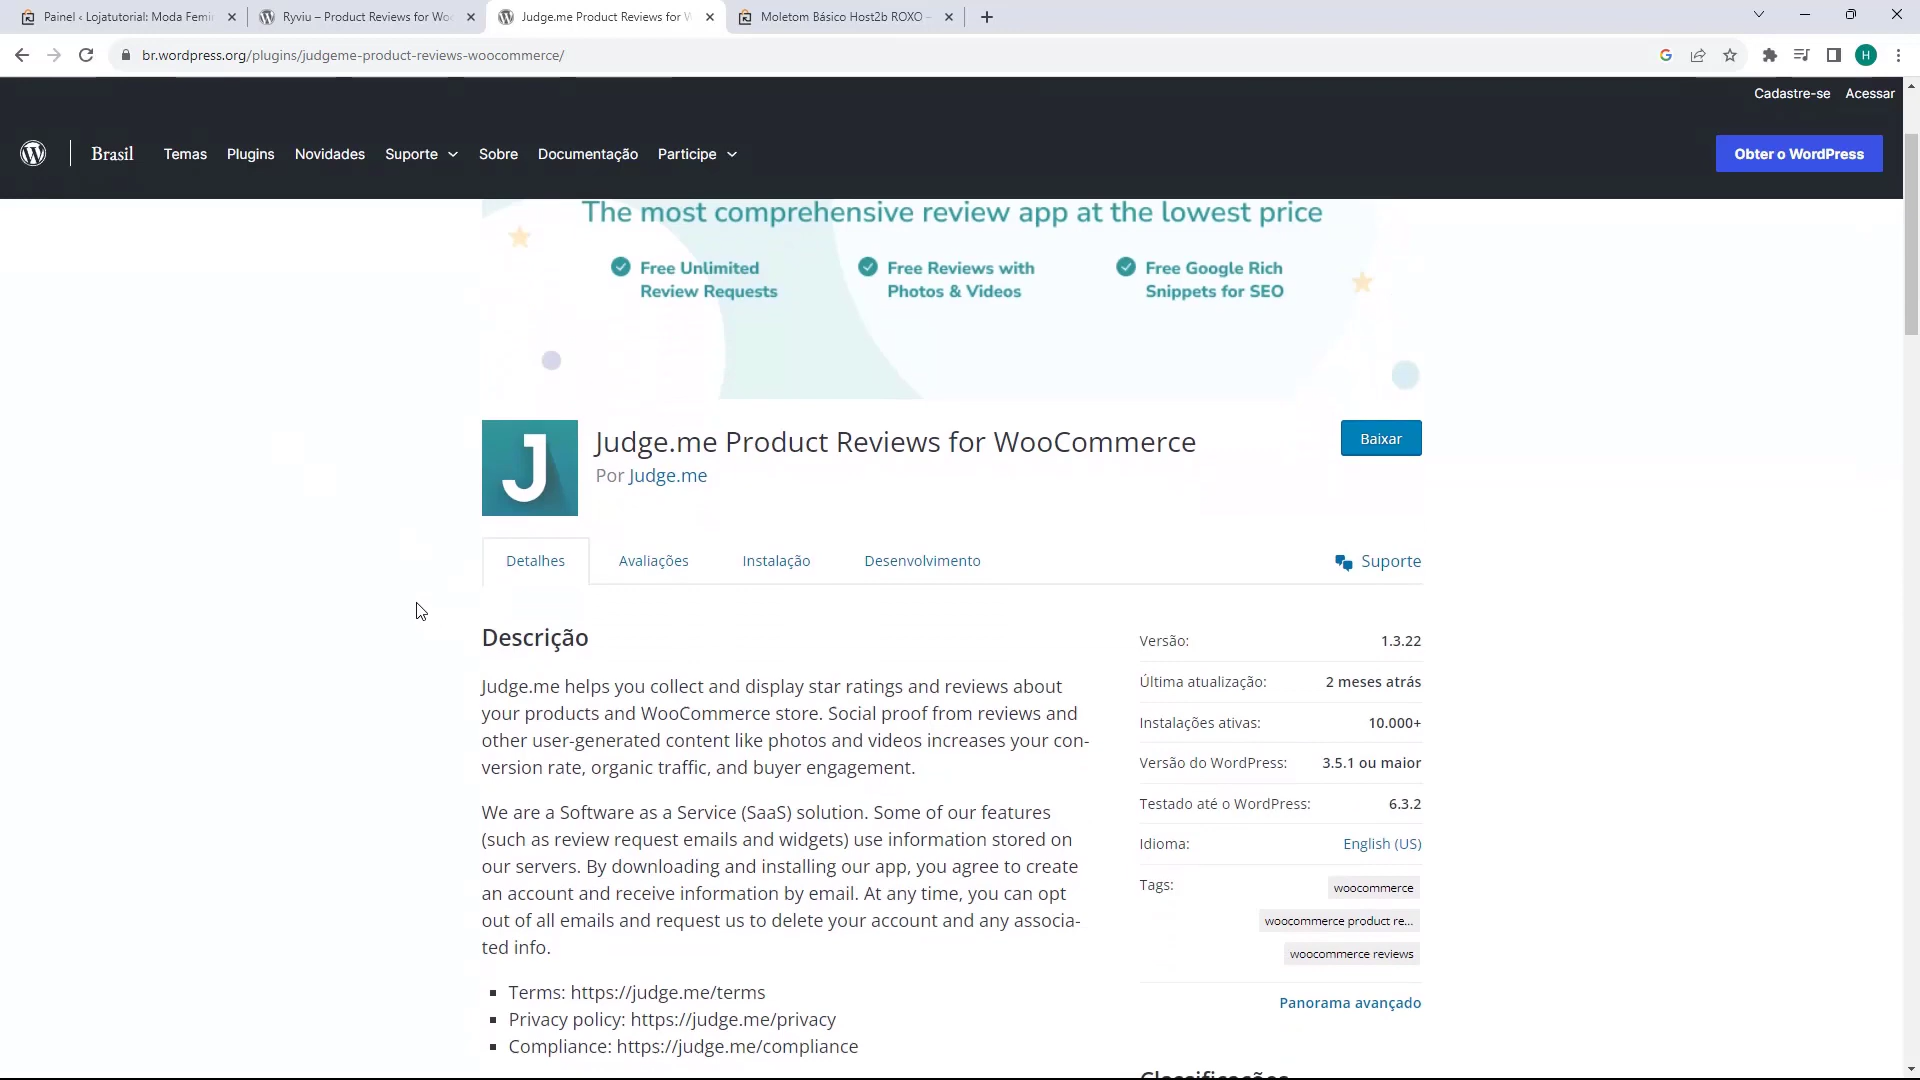 Painel ‹ Lojatutorial: Moda Femi
Ryviu – Product Reviews for Woo
Judge.me Product Reviews for W
Moletom Básico Host2b ROXO –
br.wordpress.org/plugins/judgeme-product-reviews-woocommerce/
G
H
Cadastre-se Acessar
W Brasil Temas Plugins Novidades Suporte Sobre Documentação Participe Obter o WordPress
The most comprehensive review app at the lowest price
Free Unlimited Review Requests
Free Reviews with Photos & Videos
Free Google Rich Snippets for SEO
J
Judge.me Product Reviews for WooCommerce
Por Judge.me
Baixar
Detalhes Avaliações Instalação Desenvolvimento Suporte
Descrição
Judge.me helps you collect and display star ratings and reviews about
your products and WooCommerce store. Social proof from reviews and
other user-generated content like photos and videos increases your con-
version rate, organic traffic, and buyer engagement.
We are a Software as a Service (SaaS) solution. Some of our features
(such as review request emails and widgets) use information stored on
our servers. By downloading and installing our app, you agree to create
an account and receive information by email. At any time, you can opt
out of all emails and request us to delete your account and any associa-
ted info.
Terms: https://judge.me/terms
Privacy policy: https://judge.me/privacy
Compliance: https://judge.me/compliance
Versão: 1.3.22
Última atualização: 2 meses atrás
Instalações ativas: 10.000+
Versão do WordPress: 3.5.1 ou maior
Testado até o WordPress: 6.3.2
Idioma: English (US)
Tags: woocommerce
woocommerce product re...
woocommerce reviews
Panorama avançado
Classificações